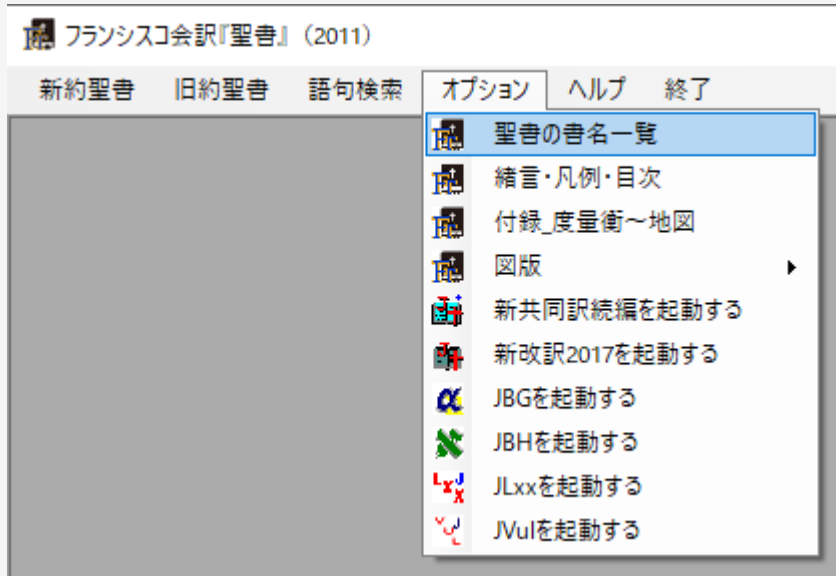 フランシスコ会訳『聖書』（2011）
新約聖書 旧約聖書 語句検索 オプション ヘルプ 終了
聖書の書名一覧
緒言・凡例・目次
付録_度量衡～地図
図版
新共同訳続編を起動する
新改訳2017を起動する
JBGを起動する
JBHを起動する
JLxxを起動する
JVulを起動する